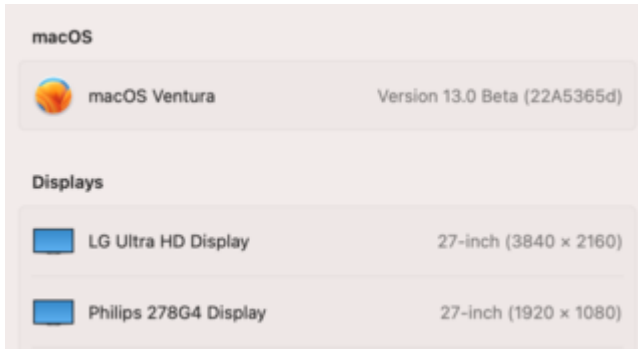 macOS
macOS Ventura Version 13.0 Beta (22A5365d)
Displays
LG Ultra HD Display 27-inch (3840 × 2160)
Philips 278G4 Display 27-inch (1920 × 1080)